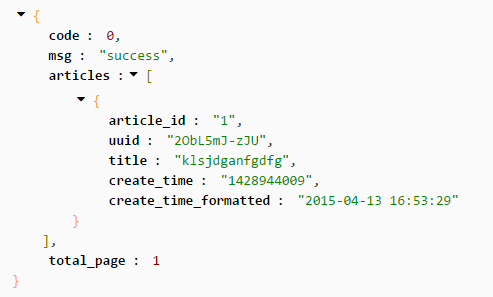 {
code : 0,
msg : "success",
articles : [
{
article_id : "1",
uuid : "2ObL5mJ-zJU",
title : "klsjdganfgdfg",
create_time : "1428944009",
create_time_formatted : "2015-04-13 16:53:29"
}
],
total_page : 1
}